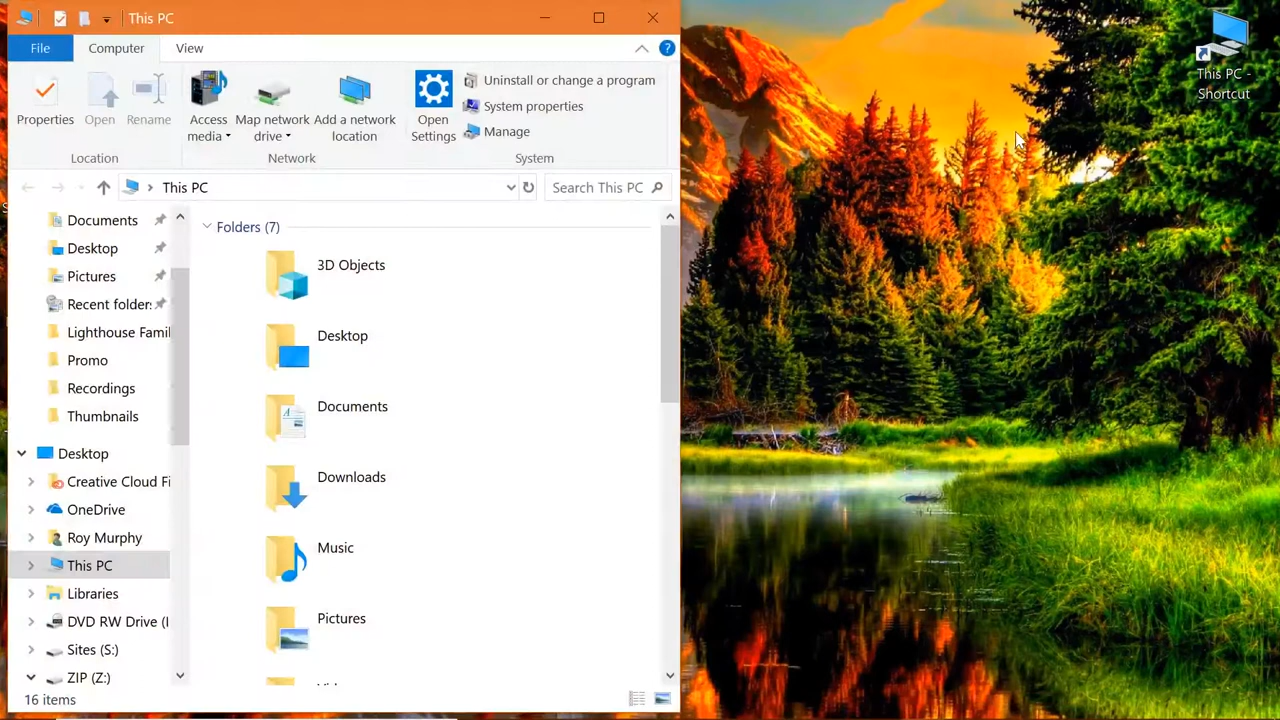 This PC
File
Computer
View
?
Properties
Open
Rename
Access
media
Map network
drive
Add a network
location
Open
Settings
Uninstall or change a program
System properties
Manage
Location
Network
System
This PC
Search This PC
Documents
Desktop
Pictures
Recent folder
Lighthouse Famil
Promo
Recordings
Thumbnails
Desktop
Creative Cloud Fi
OneDrive
Roy Murphy
This PC
Libraries
DVD RW Drive (
Sites (S:)
ZIP (Z:)
Folders (7)
3D Objects
Desktop
Documents
Downloads
Music
Pictures
16 items
This PC -
Shortcut